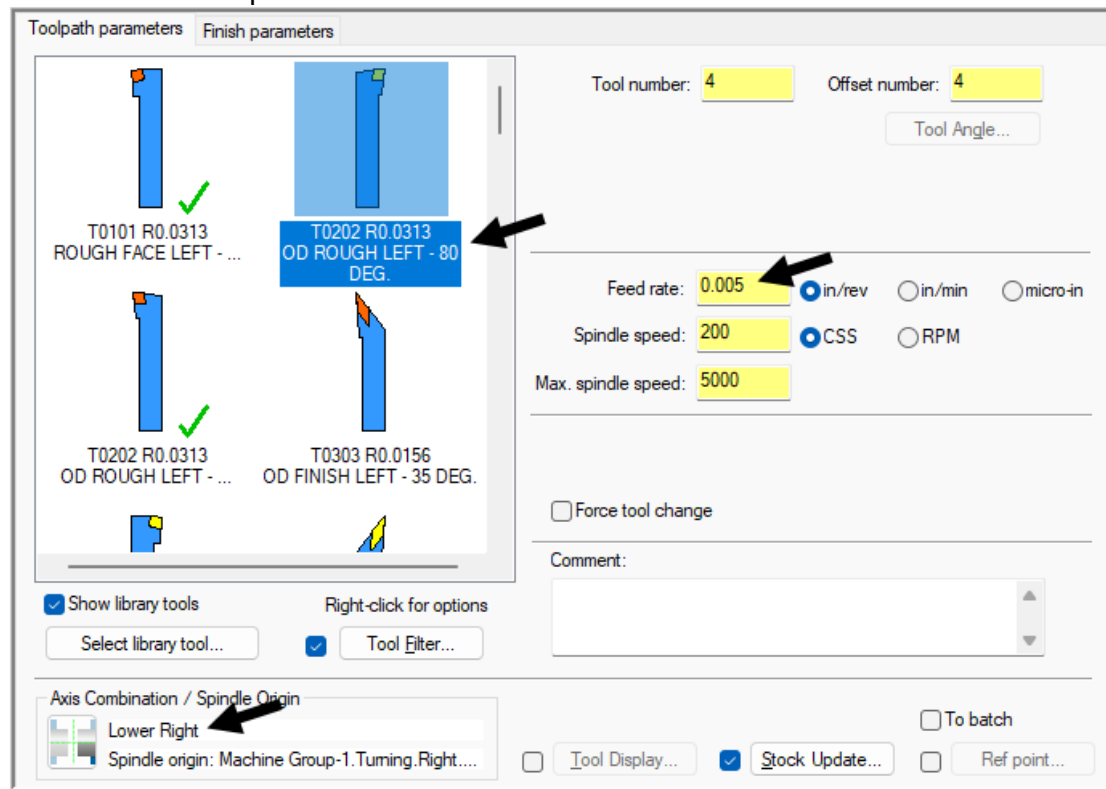 Toolpath parameters Finish parameters
Tool number: 4 Offset number: 4
Tool Angle...
T0101 R0.0313
ROUGH FACE LEFT - ...
T0202 R0.0313
OD ROUGH LEFT - 80
DEG.
Feed rate: 0.005 in/rev in/min micro-in
Spindle speed: 200 CSS RPM
Max. spindle speed: 5000
T0202 R0.0313
OD ROUGH LEFT - ...
T0303 R0.0156
OD FINISH LEFT - 35 DEG.
Force tool change
Comment:
Show library tools Right-click for options
Select library tool... Tool Filter...
Axis Combination / Spindle Origin
Lower Right
Spindle origin: Machine Group-1.Turning.Right....
To batch
Tool Display... Stock Update... Ref point...